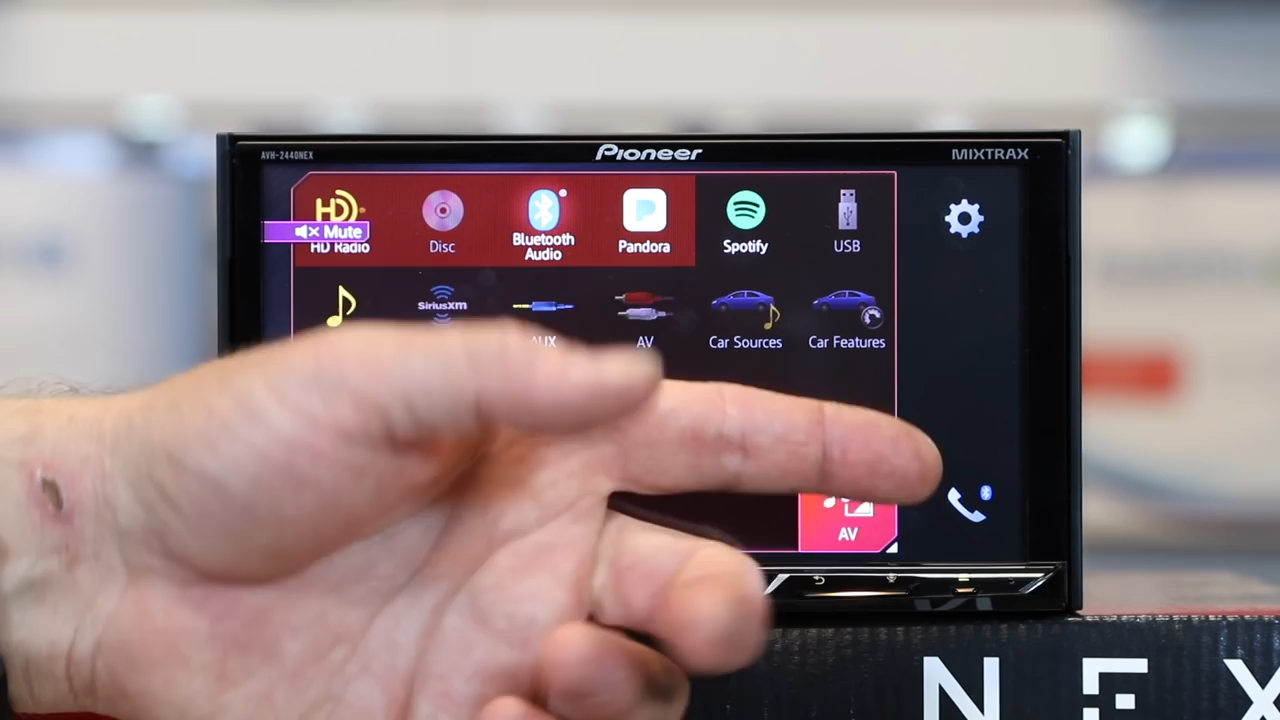 AVH-2440NEX
Pioneer
MIXTRAX
HD
Mute
HD Radio
Disc
Bluetooth
Audio
Pandora
Spotify
USB
SiriusXM
AUX
AV
Car Sources
Car Features
AV
NEX